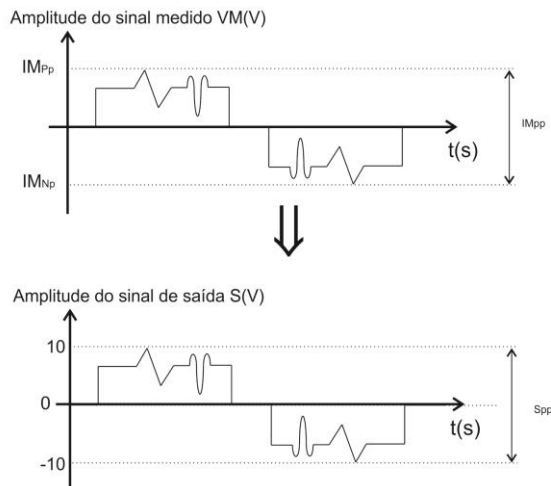 Amplitude do sinal medido VM(V)
IMPp
IMpp
t(s)
IMNp
Amplitude do sinal de saída S(V)
10
0
Spp
t(s)
-10